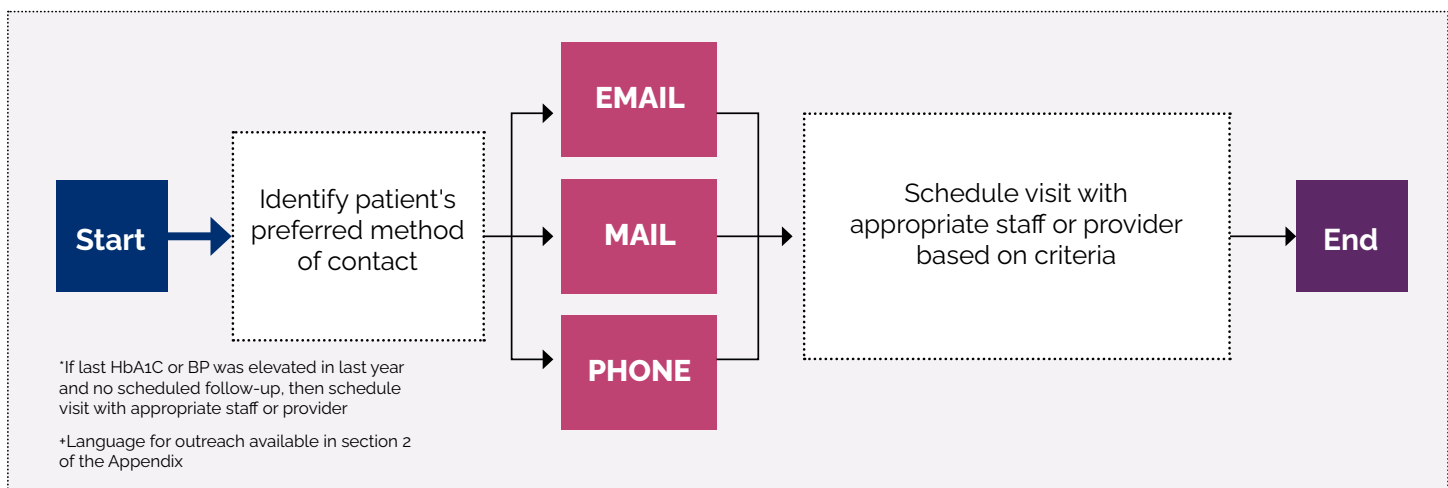 Start
Identify patient's
preferred method
of contact
EMAIL
MAIL
PHONE
Schedule visit with
appropriate staff or provider
based on criteria
End
*If last HbA1C or BP was elevated in last year
and no scheduled follow-up, then schedule
visit with appropriate staff or provider
+Language for outreach available in section 2
of the Appendix